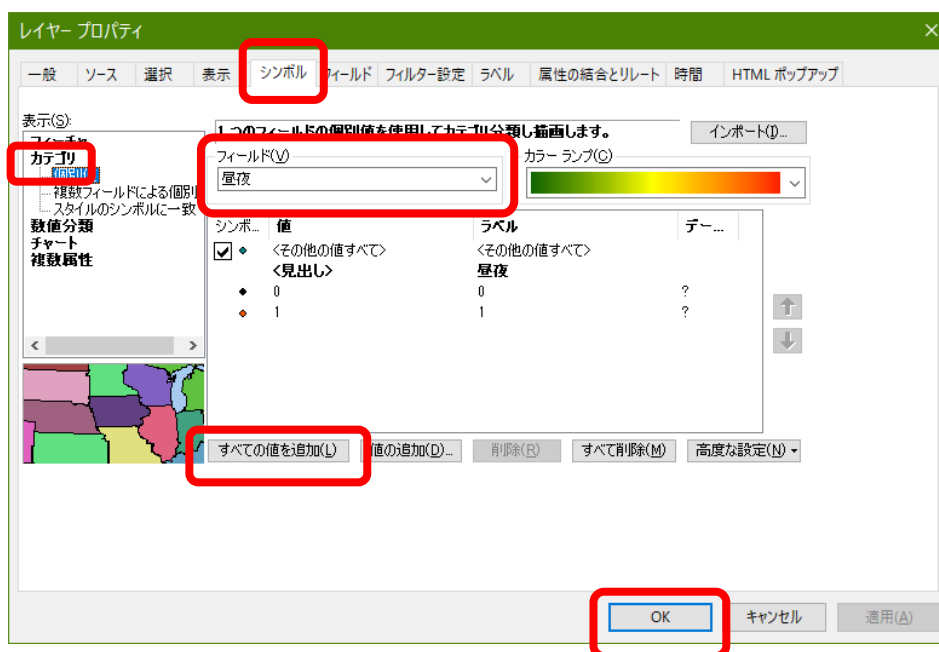 レイヤー プロパティ
一般 ソース 選択 表示 シンボル フィールド フィルター設定 ラベル 属性の結合とリレート 時間 HTML ポップアップ
表示(S):
フィーチャ
カテゴリ
個別値
複数フィールドによる個別
スタイルのシンボルに一致
数値分類
チャート
複数属性
1 つのフィールドの個別値を使用してカテゴリ分類し描画します。
インポート(I)...
フィールド(V)
昼夜
カラー ランプ(C)
シンボ... 値 ラベル デー...
<その他の値すべて> <その他の値すべて>
<見出し> 昼夜
0 0 ?
1 1 ?
すべての値を追加(L) 値の追加(D)... 削除(R) すべて削除(M) 高度な設定(N)
OK キャンセル 適用(A)